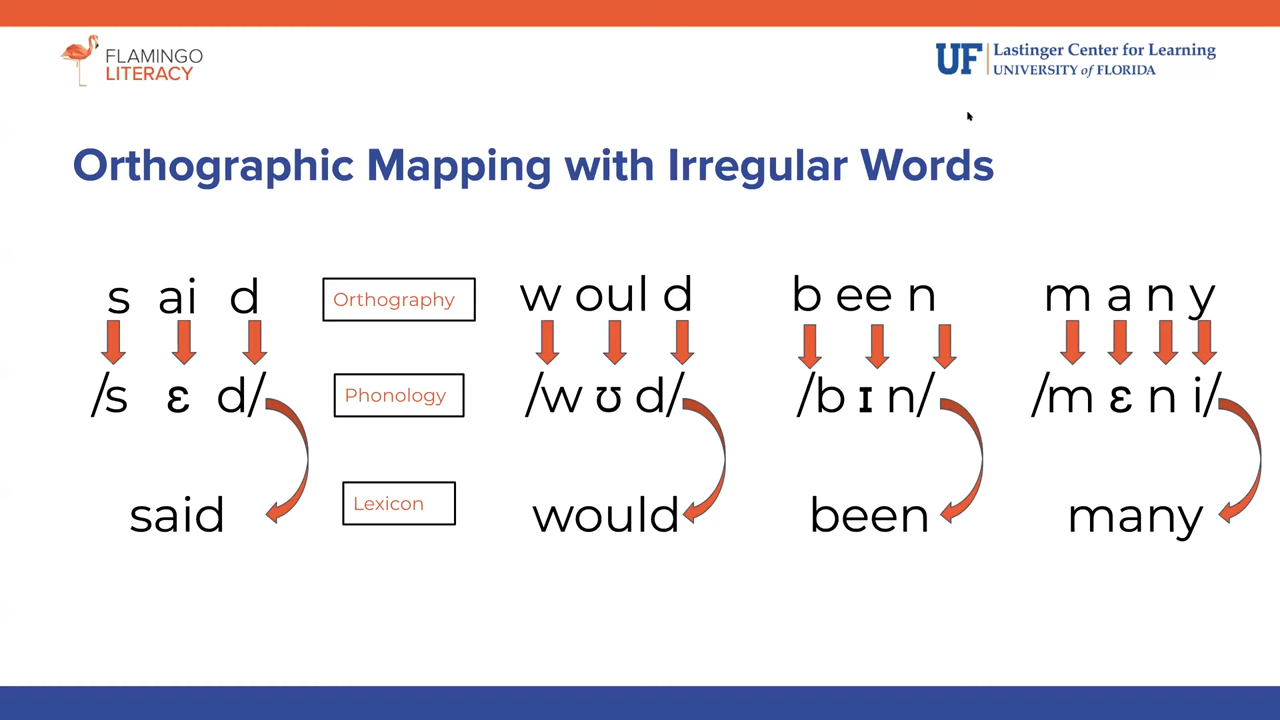 FLAMINGO
LITERACY
UF Lastinger Center for Learning
UNIVERSITY of FLORIDA
Orthographic Mapping with Irregular Words
s ai d Orthography w oul d b ee n m a n y
/s ɛ d/ Phonology /w ʊ d/ /b ɪ n/ /m ɛ n i/
said Lexicon would been many